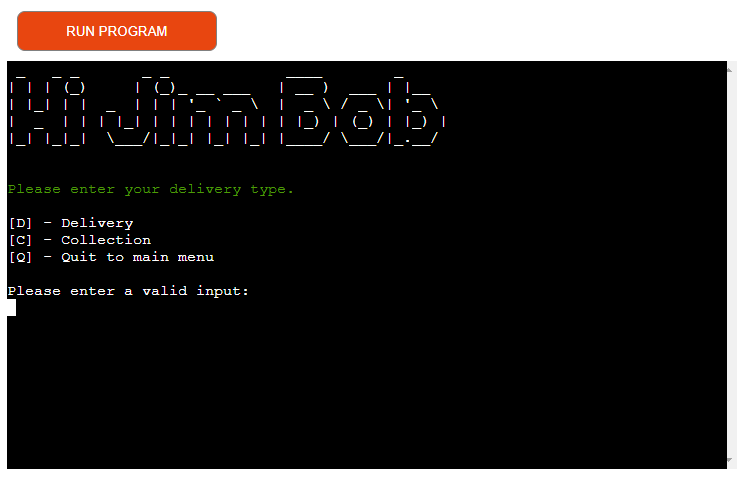 RUN PROGRAM
Hi Jim Bob
Please enter your delivery type.
[D] - Delivery
[C] - Collection
[Q] - Quit to main menu
Please enter a valid input: